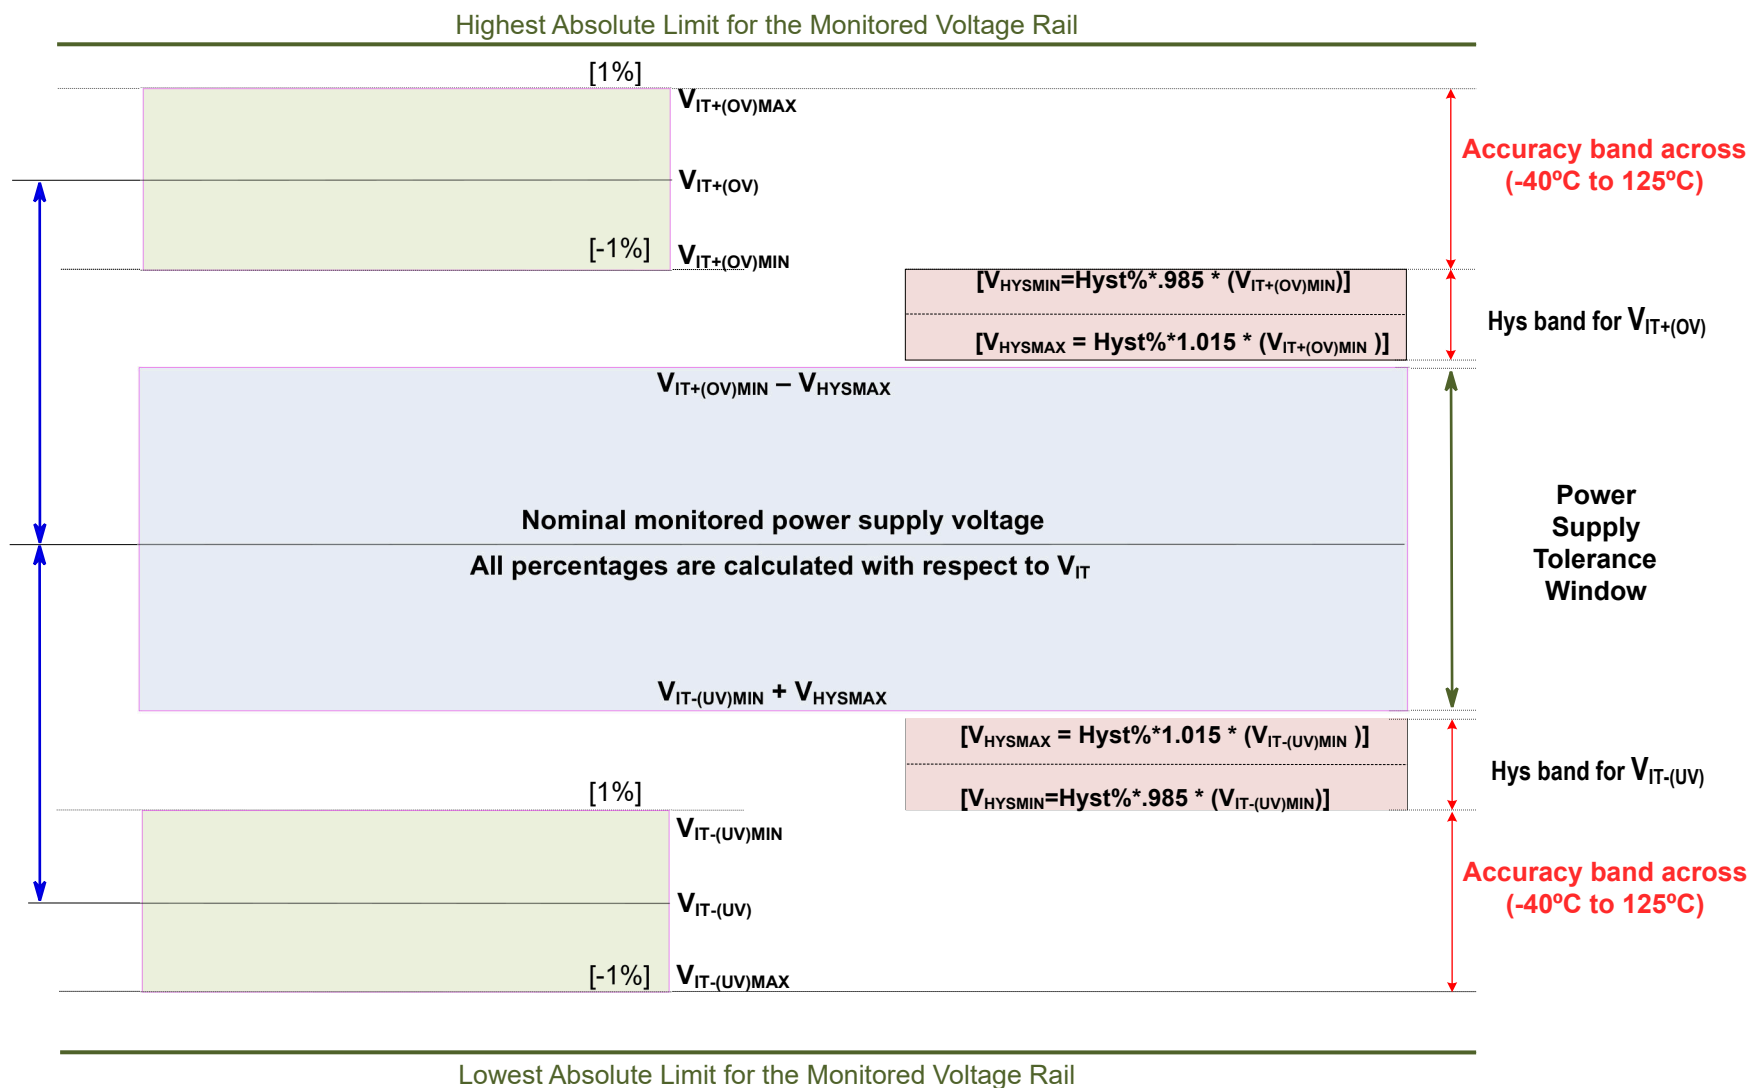 Highest Absolute Limit for the Monitored Voltage Rail
[1%]
VIT+(OV)MAX
Accuracy band across
(-40ºC to 125ºC)
VIT+(OV)
[-1%]
VIT+(OV)MIN
[VHYSMIN=Hyst%*.985 * (VIT+(OV)MIN)]
Hys band for VIT+(OV)
[VHYSMAX = Hyst%*1.015 * (VIT+(OV)MIN )]
VIT+(OV)MIN – VHYSMAX
Nominal monitored power supply voltage
All percentages are calculated with respect to VIT
Power
Supply
Tolerance
Window
VIT-(UV)MIN + VHYSMAX
[VHYSMAX = Hyst%*1.015 * (VIT-(UV)MIN )]
Hys band for VIT-(UV)
[VHYSMIN=Hyst%*.985 * (VIT-(UV)MIN)]
[1%]
VIT-(UV)MIN
Accuracy band across
(-40ºC to 125ºC)
VIT-(UV)
[-1%]
VIT-(UV)MAX
Lowest Absolute Limit for the Monitored Voltage Rail